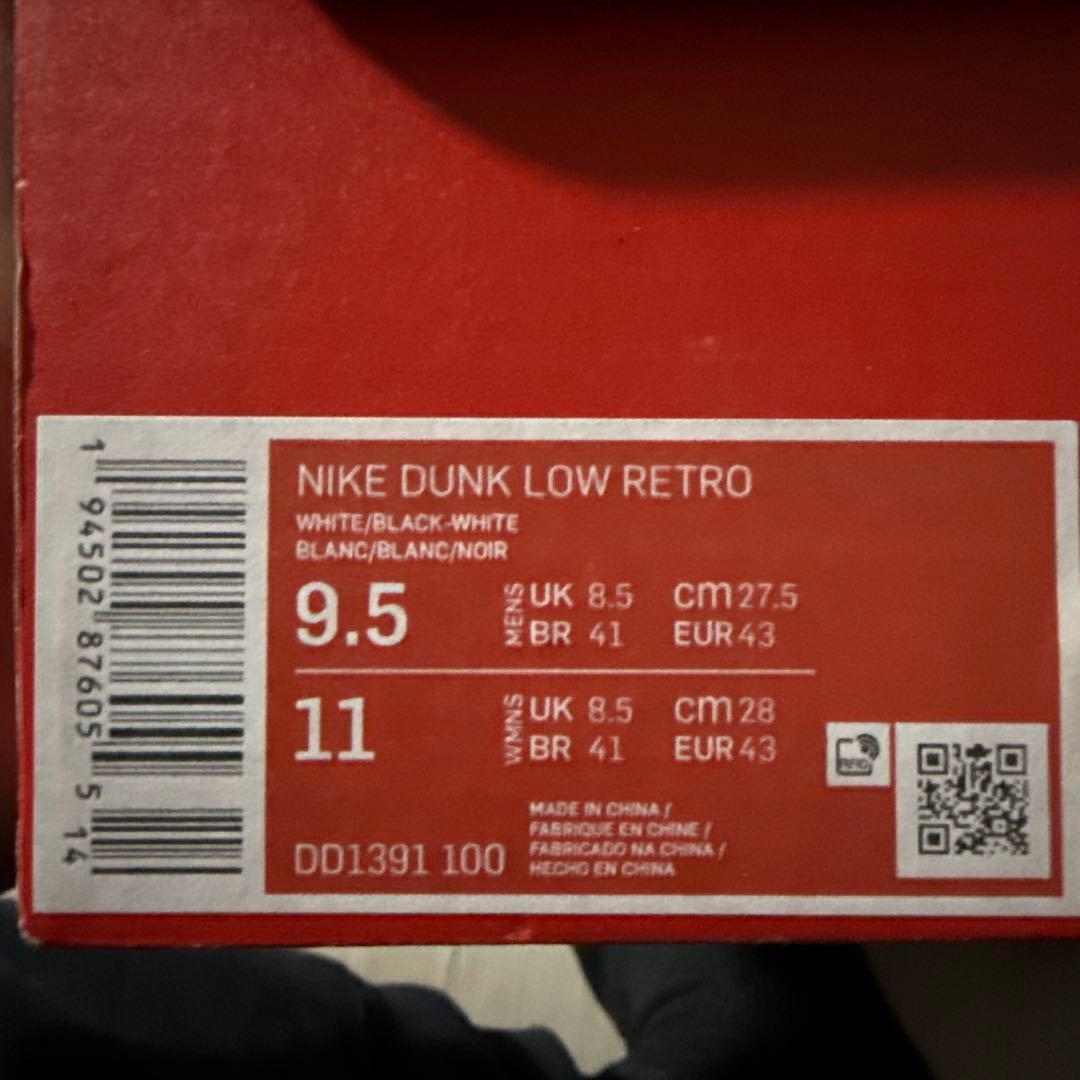 1 94502 87605 5 14
NIKE DUNK LOW RETRO
WHITE/BLACK-WHITE
BLANC/BLANC/NOIR
9.5 MENS UK 8.5 CM 27.5
BR 41 EUR 43
11 WMNS UK 8.5 CM 28
BR 41 EUR 43
MADE IN CHINA /
FABRIQUE EN CHINE /
FABRICADO NA CHINA /
HECHO EN CHINA
DD1391 100
RFID